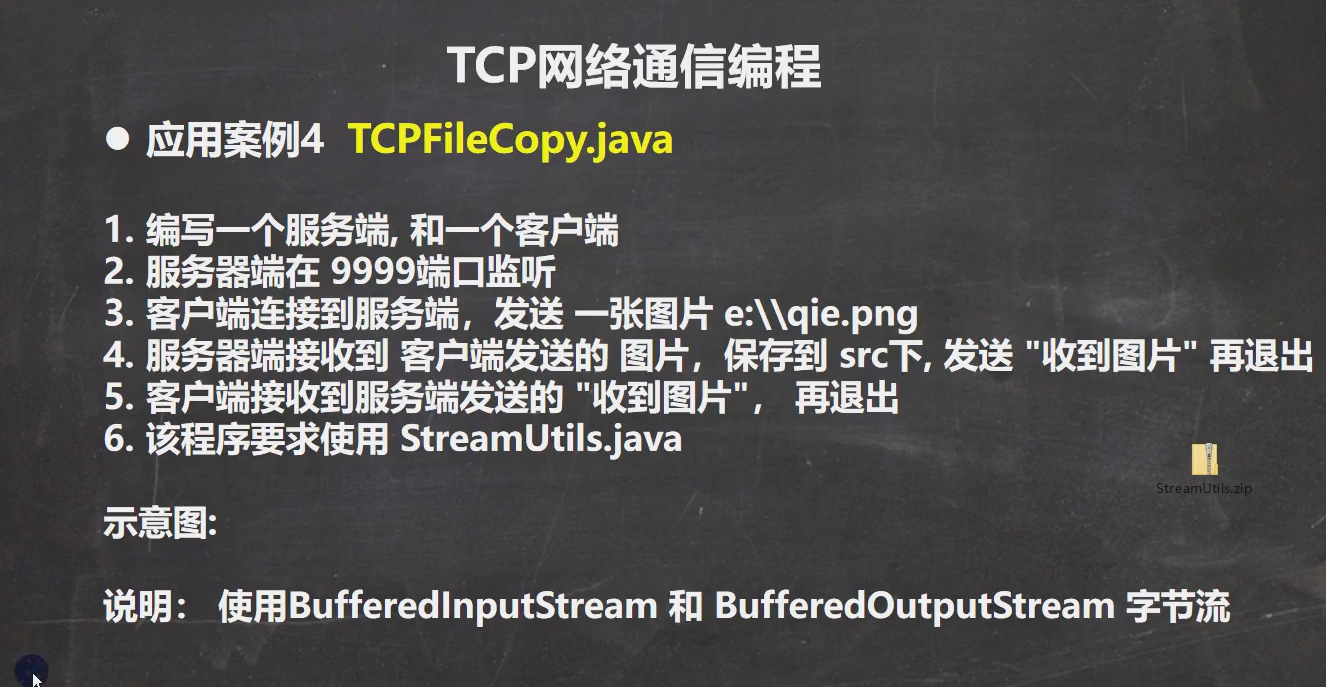 TCP网络通信编程
● 应用案例4 TCPFileCopy.java
1. 编写一个服务端, 和一个客户端
2. 服务器端在 9999端口监听
3. 客户端连接到服务端，发送 一张图片 e:\\qie.png
4. 服务器端接收到 客户端发送的 图片，保存到 src下, 发送 "收到图片" 再退出
5. 客户端接收到服务端发送的 "收到图片"， 再退出
6. 该程序要求使用 StreamUtils.java
StreamUtils.zip
示意图:
说明： 使用BufferedInputStream 和 BufferedOutputStream 字节流